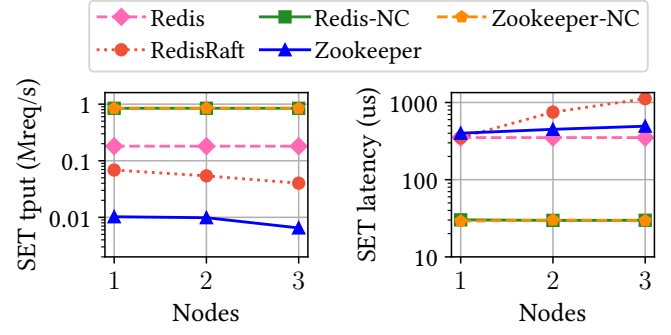 Redis Redis-NC Zookeeper-NC
RedisRaft Zookeeper
SET tput (Mreq/s)
1
0.1
0.01
1 2 3
Nodes
SET latency (us)
1000
100
10
1 2 3
Nodes